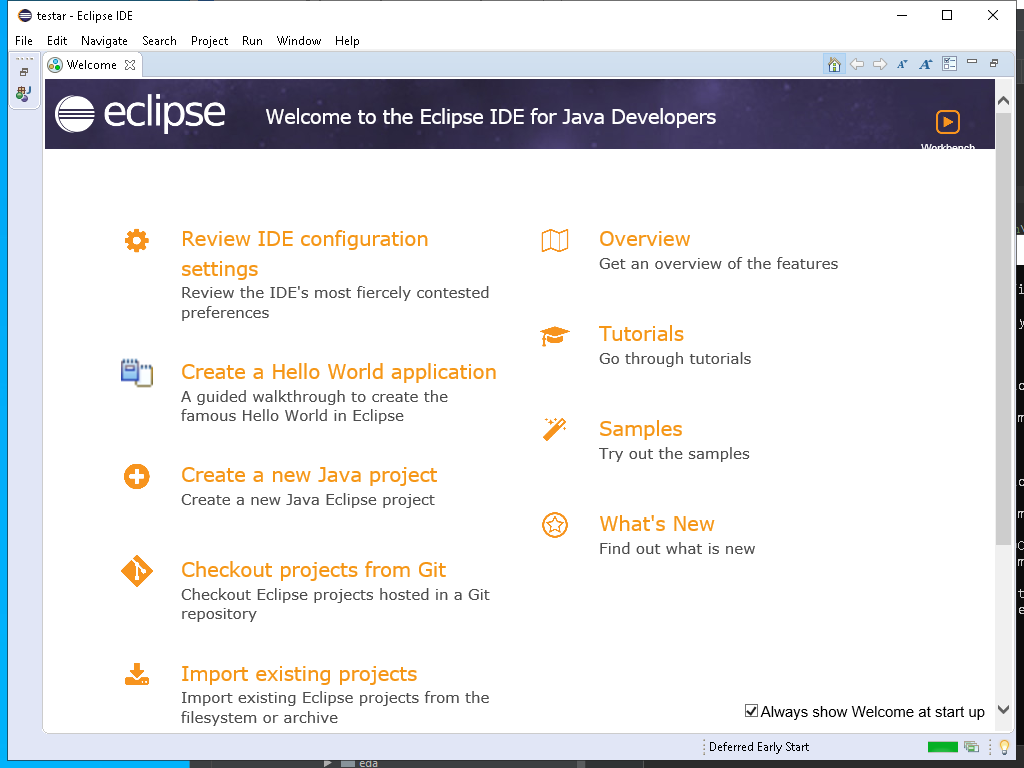 testar - Eclipse IDE
File Edit Navigate Search Project Run Window Help
Welcome
eclipse
Welcome to the Eclipse IDE for Java Developers
Workbench
Review IDE configuration
settings
Review the IDE's most fiercely contested
preferences
Create a Hello World application
A guided walkthrough to create the
famous Hello World in Eclipse
Create a new Java project
Create a new Java Eclipse project
Checkout projects from Git
Checkout Eclipse projects hosted in a Git
repository
Import existing projects
Import existing Eclipse projects from the
filesystem or archive
Overview
Get an overview of the features
Tutorials
Go through tutorials
Samples
Try out the samples
What's New
Find out what is new
Always show Welcome at start up
Deferred Early Start
eda